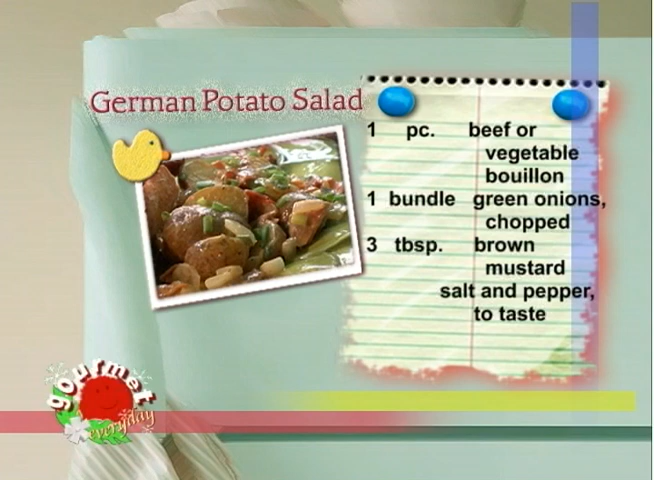 German Potato Salad
1 pc. beef or
vegetable
bouillon
1 bundle green onions,
chopped
3 tbsp. brown
mustard
salt and pepper,
to taste
gourmet
everyday